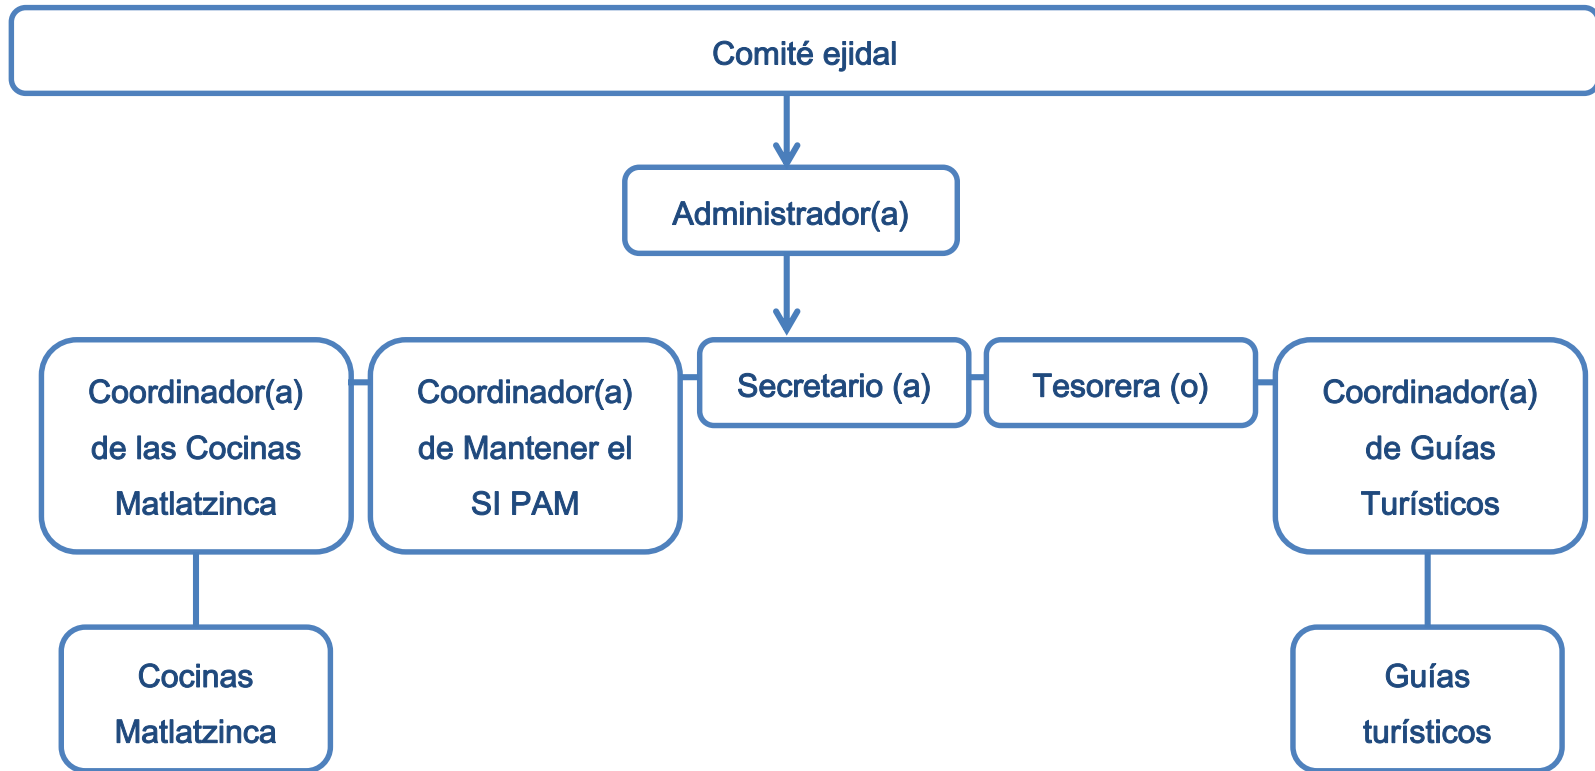 Comité ejidal
Administrador(a)
Coordinador(a)
de las Cocinas
Matlatzinca
Coordinador(a)
de Mantener el
SI PAM
Secretario (a)
Tesorera (o)
Coordinador(a)
de Guías
Turísticos
Cocinas
Matlatzinca
Guías
turísticos